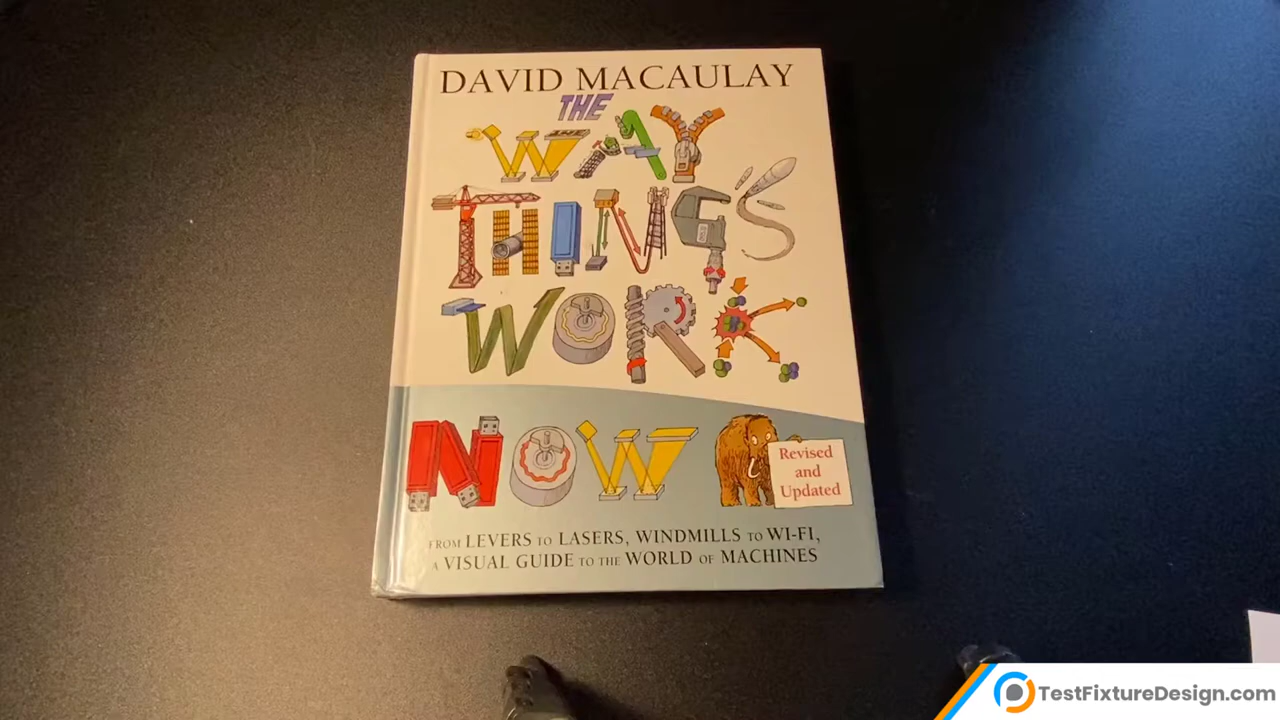 DAVID MACAULAY
THE
WAY
THINGS
WORK
NOW
Revised
and
Updated
FROM LEVERS TO LASERS, WINDMILLS TO WI-FI,
A VISUAL GUIDE TO THE WORLD OF MACHINES
TestFixtureDesign.com